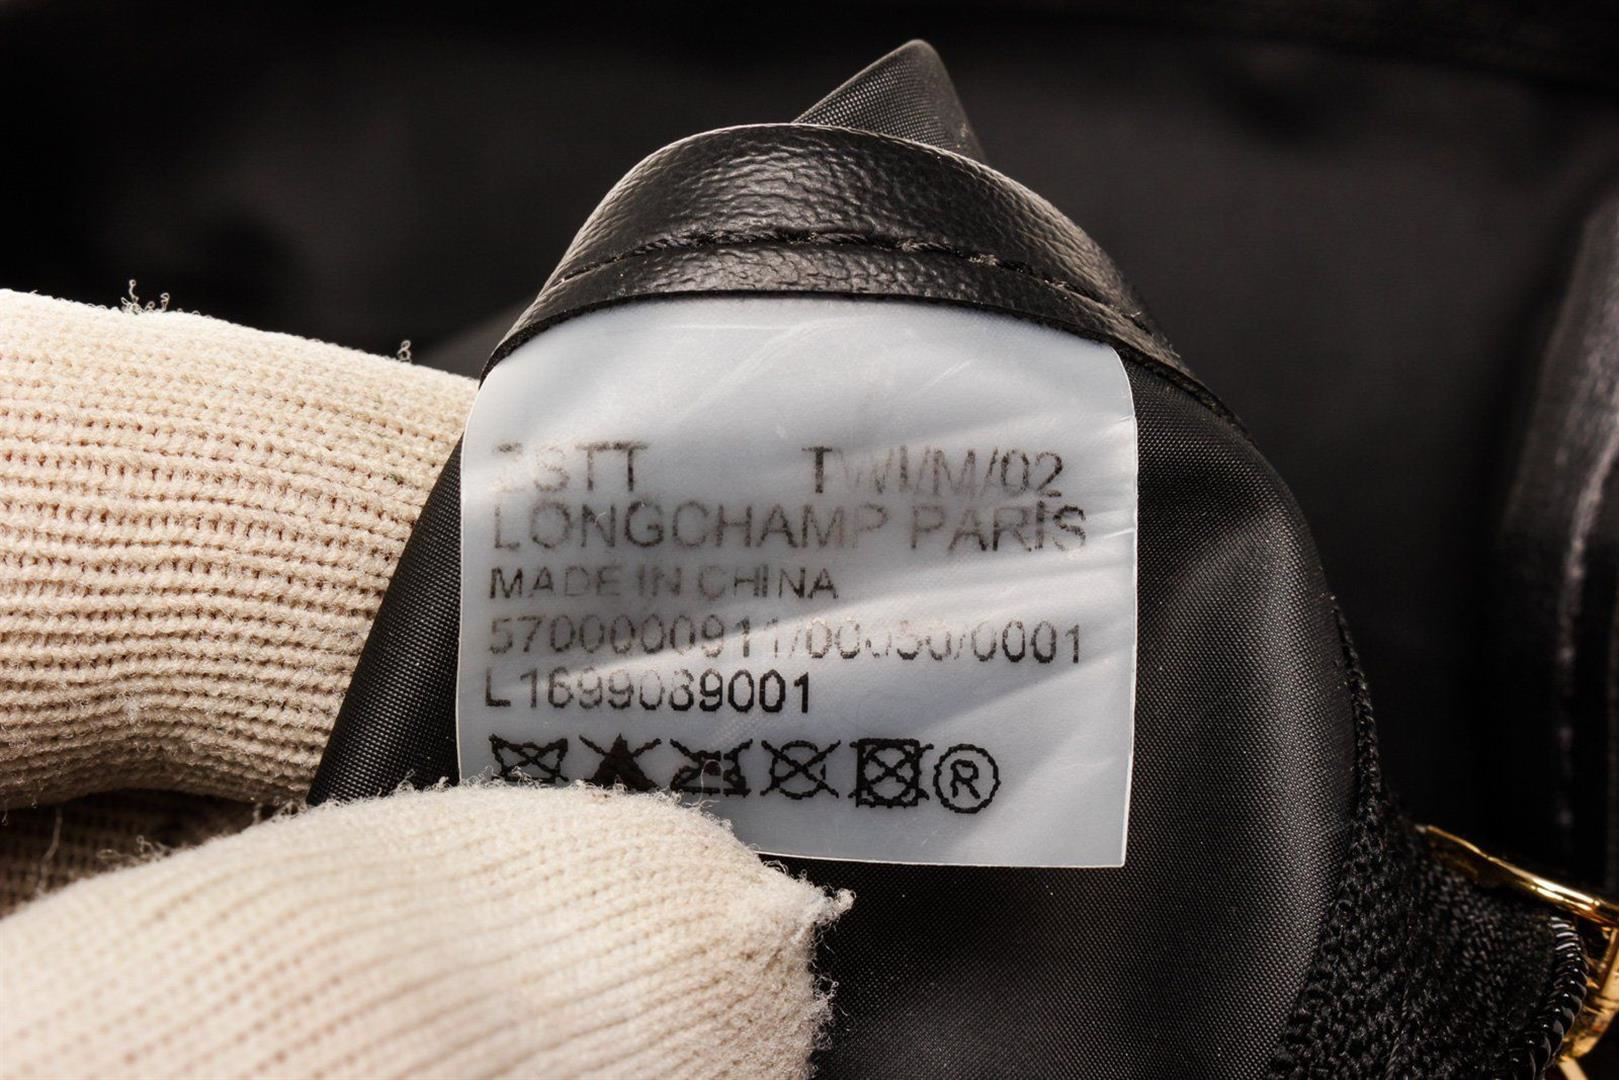 ZSTT TWI/M/02
LONGCHAMP PARIS
MADE IN CHINA
5700000911/00050/0001
L1699089001
®